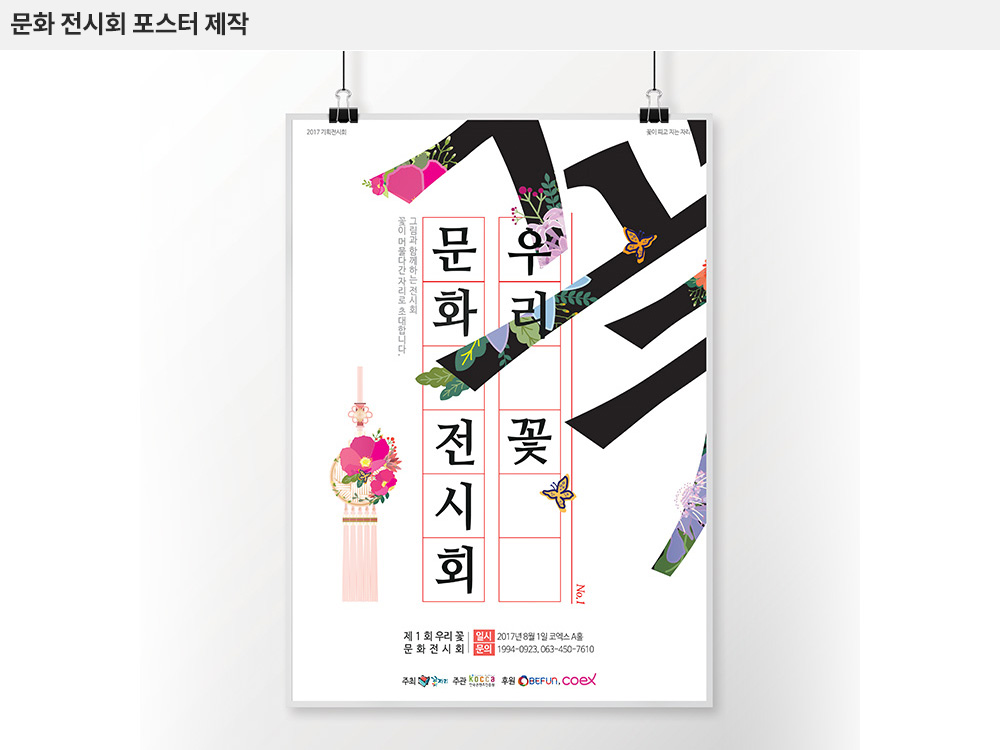 문화 전시회 포스터 제작
2017 기획전시회
꽃이 피고 지는 자리
우리 꽃
문화 전시회
그림과 함께하는 전시회
꽃이 머물다간 자리로 초대합니다.
No.1
제 1 회 우리 꽃
문 화 전 시 회
일시 2017년 8월 1일 코엑스 A홀
문의 1994-0923, 063-450-7610
주최 주관 KOCCA 후원 BEFUN. coex